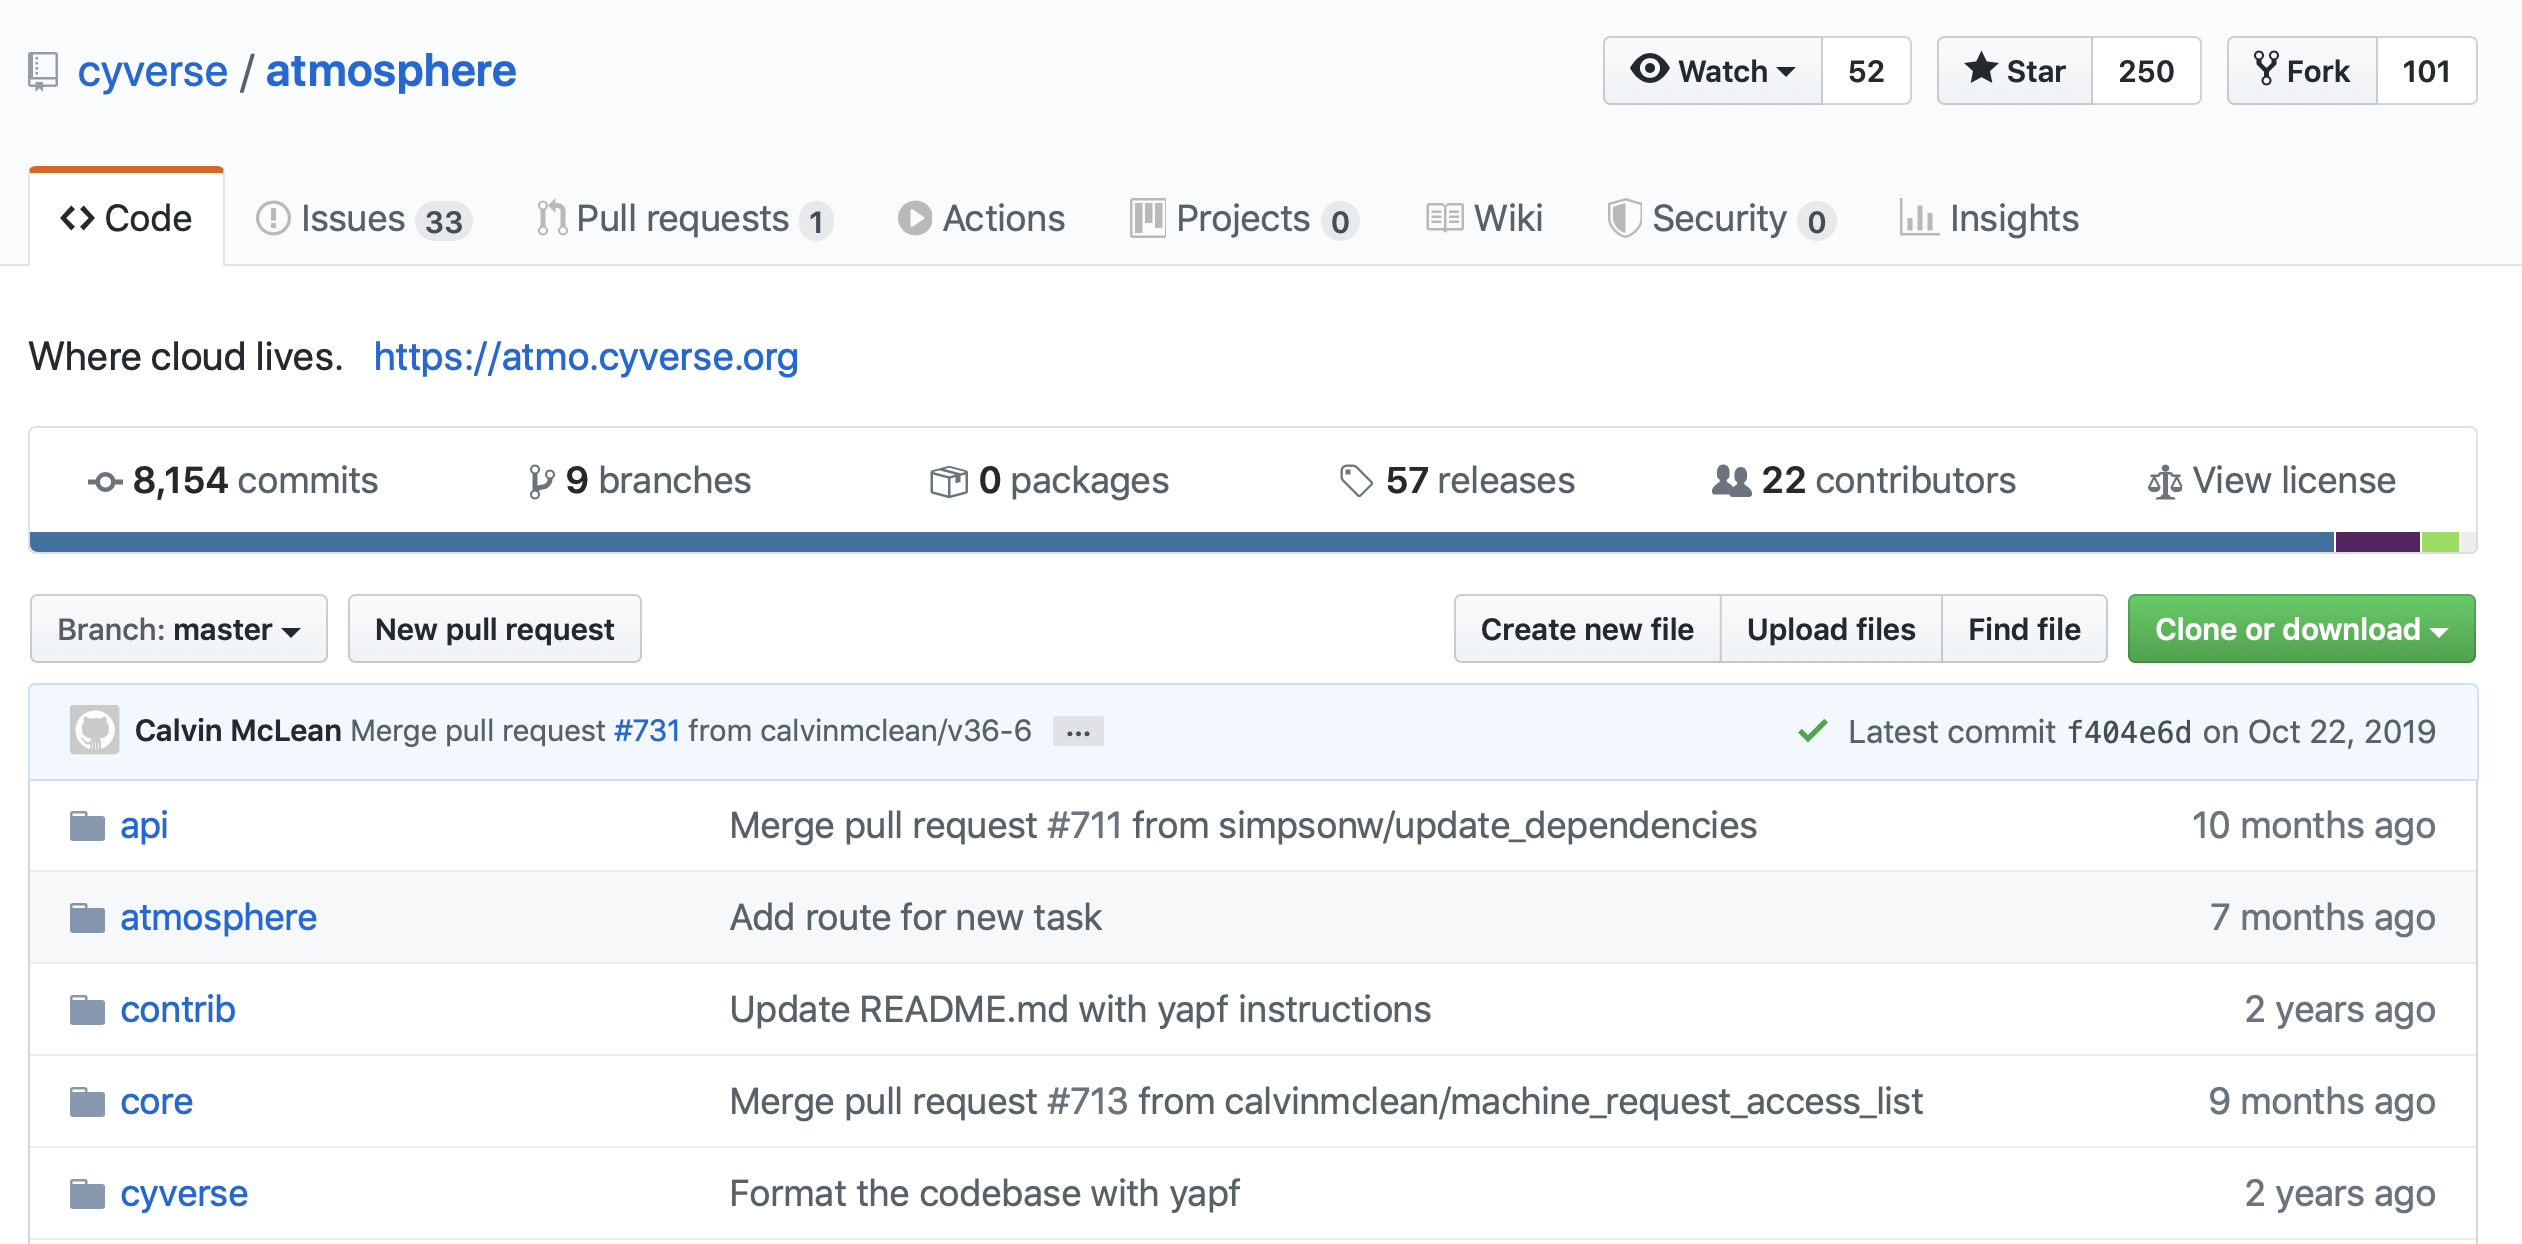 cyverse / atmosphere Watch 52 Star 250 Fork 101
Code Issues 33 Pull requests 1 Actions Projects 0 Wiki Security 0 Insights
Where cloud lives. https://atmo.cyverse.org
8,154 commits 9 branches 0 packages 57 releases 22 contributors View license
Branch: master New pull request Create new file Upload files Find file Clone or download
Calvin McLean Merge pull request #731 from calvinmclean/v36-6 ... Latest commit f404e6d on Oct 22, 2019
api Merge pull request #711 from simpsonw/update_dependencies 10 months ago
atmosphere Add route for new task 7 months ago
contrib Update README.md with yapf instructions 2 years ago
core Merge pull request #713 from calvinmclean/machine_request_access_list 9 months ago
cyverse Format the codebase with yapf 2 years ago